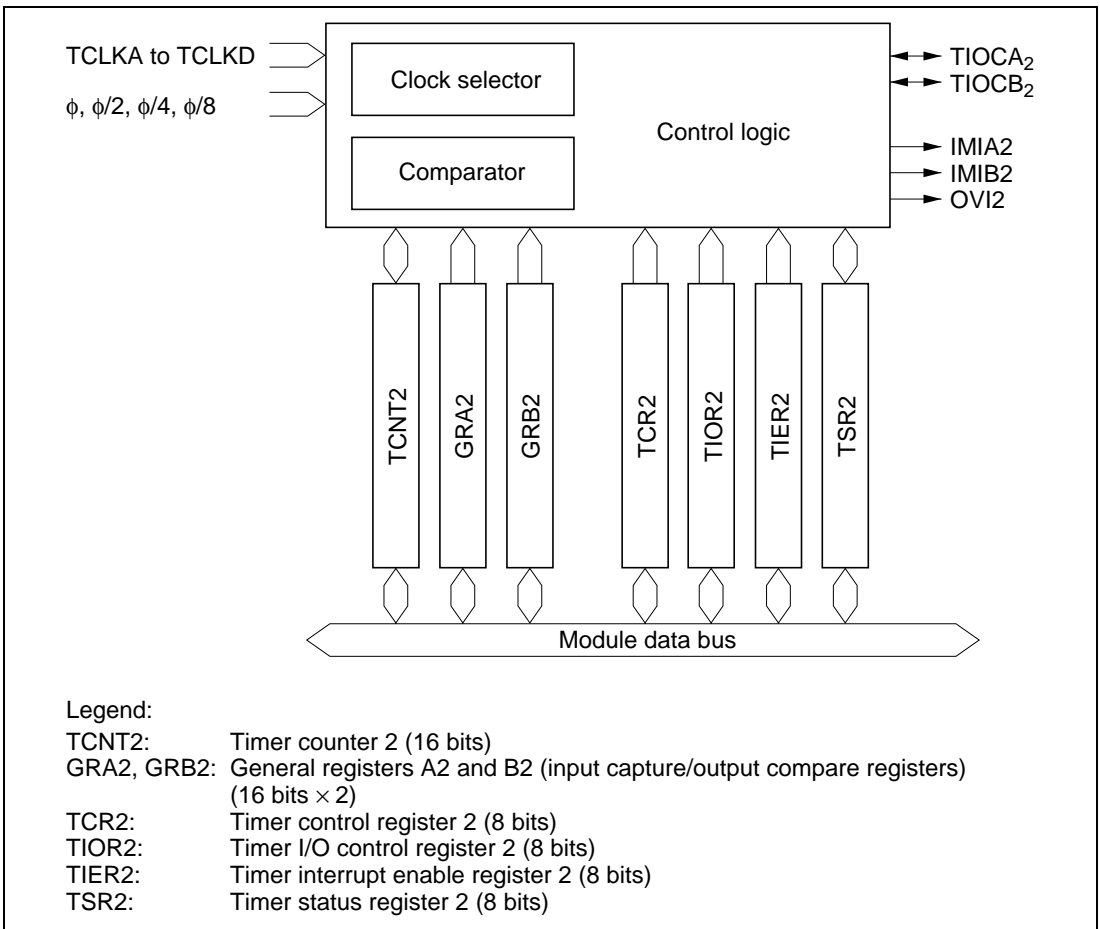 TCLKA to TCLKD
ϕ, ϕ/2, ϕ/4, ϕ/8
Clock selector
Comparator
Control logic
TIOCA2
TIOCB2
IMIA2
IMIB2
OVI2
TCNT2
GRA2
GRB2
TCR2
TIOR2
TIER2
TSR2
Module data bus
Legend:
TCNT2: Timer counter 2 (16 bits)
GRA2, GRB2: General registers A2 and B2 (input capture/output compare registers)
(16 bits × 2)
TCR2: Timer control register 2 (8 bits)
TIOR2: Timer I/O control register 2 (8 bits)
TIER2: Timer interrupt enable register 2 (8 bits)
TSR2: Timer status register 2 (8 bits)